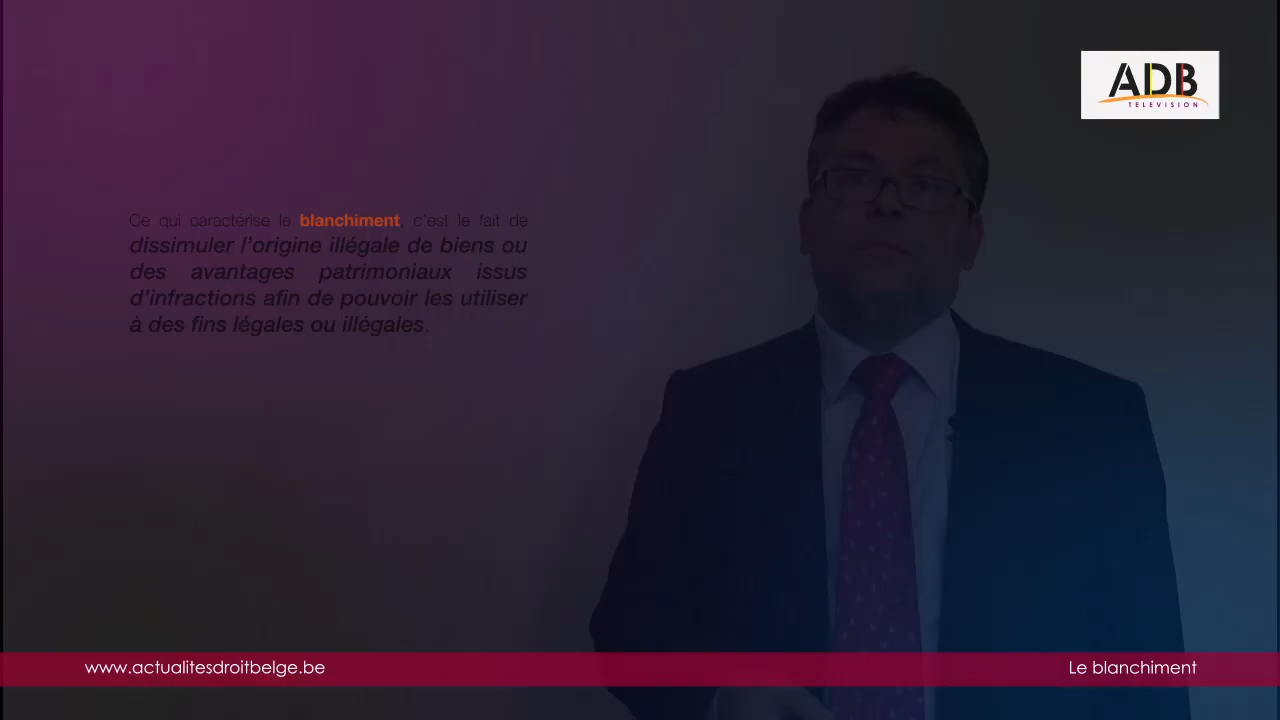 ADB
TELEVISION
Ce qui caractérise le blanchiment, c'est le fait de
dissimuler l'origine illégale de biens ou
des avantages patrimoniaux issus
d'infractions afin de pouvoir les utiliser
à des fins légales ou illégales.
www.actualitesdroitbelge.be
Le blanchiment